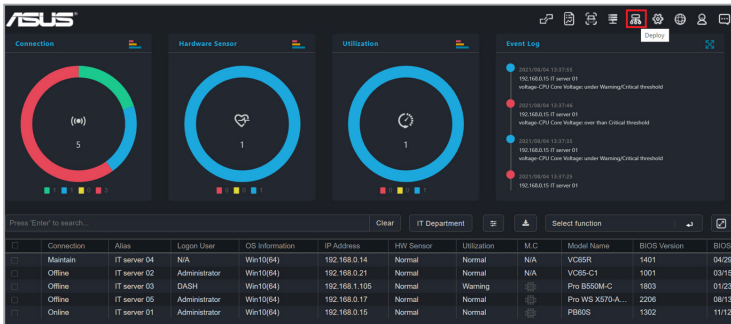 ASUS
Deploy
Connection
Hardware Sensor
Utilization
Event Log
5
1
1
1 1 0 3
0 0 1
0 0 1
2021/08/04 13:37:55
192.168.0.15 IT server 01
voltage-CPU Core Voltage: under Warning/Critical threshold
2021/08/04 13:37:46
192.168.0.15 IT server 01
voltage-CPU Core Voltage: over than Critical threshold
2021/08/04 13:37:33
192.168.0.15 IT server 01
voltage-CPU Core Voltage: under Warning/Critical threshold
2021/08/04 13:37:25
192.168.0.15 IT server 01
Press 'Enter' to search... Clear IT Department Select function
Connection Alias Logon User OS Information IP Address HW Sensor Utilization M.C Model Name BIOS Version BIOS
Maintain IT server 04 N/A Win10(64) 192.168.0.14 Normal Normal N/A VC65R 1401 04/29
Offline IT server 02 Administrator Win10(64) 192.168.0.21 Normal Normal N/A VC65-C1 1001 03/15
Offline IT server 03 DASH Win10(64) 192.168.1.105 Normal Warning Pro B550M-C 1803 01/23
Offline IT server 05 Administrator Win10(64) 192.168.0.17 Normal Normal Pro WS X570-A... 2206 08/13
Online IT server 01 Administrator Win10(64) 192.168.0.15 Normal Normal PB60S 1302 11/12